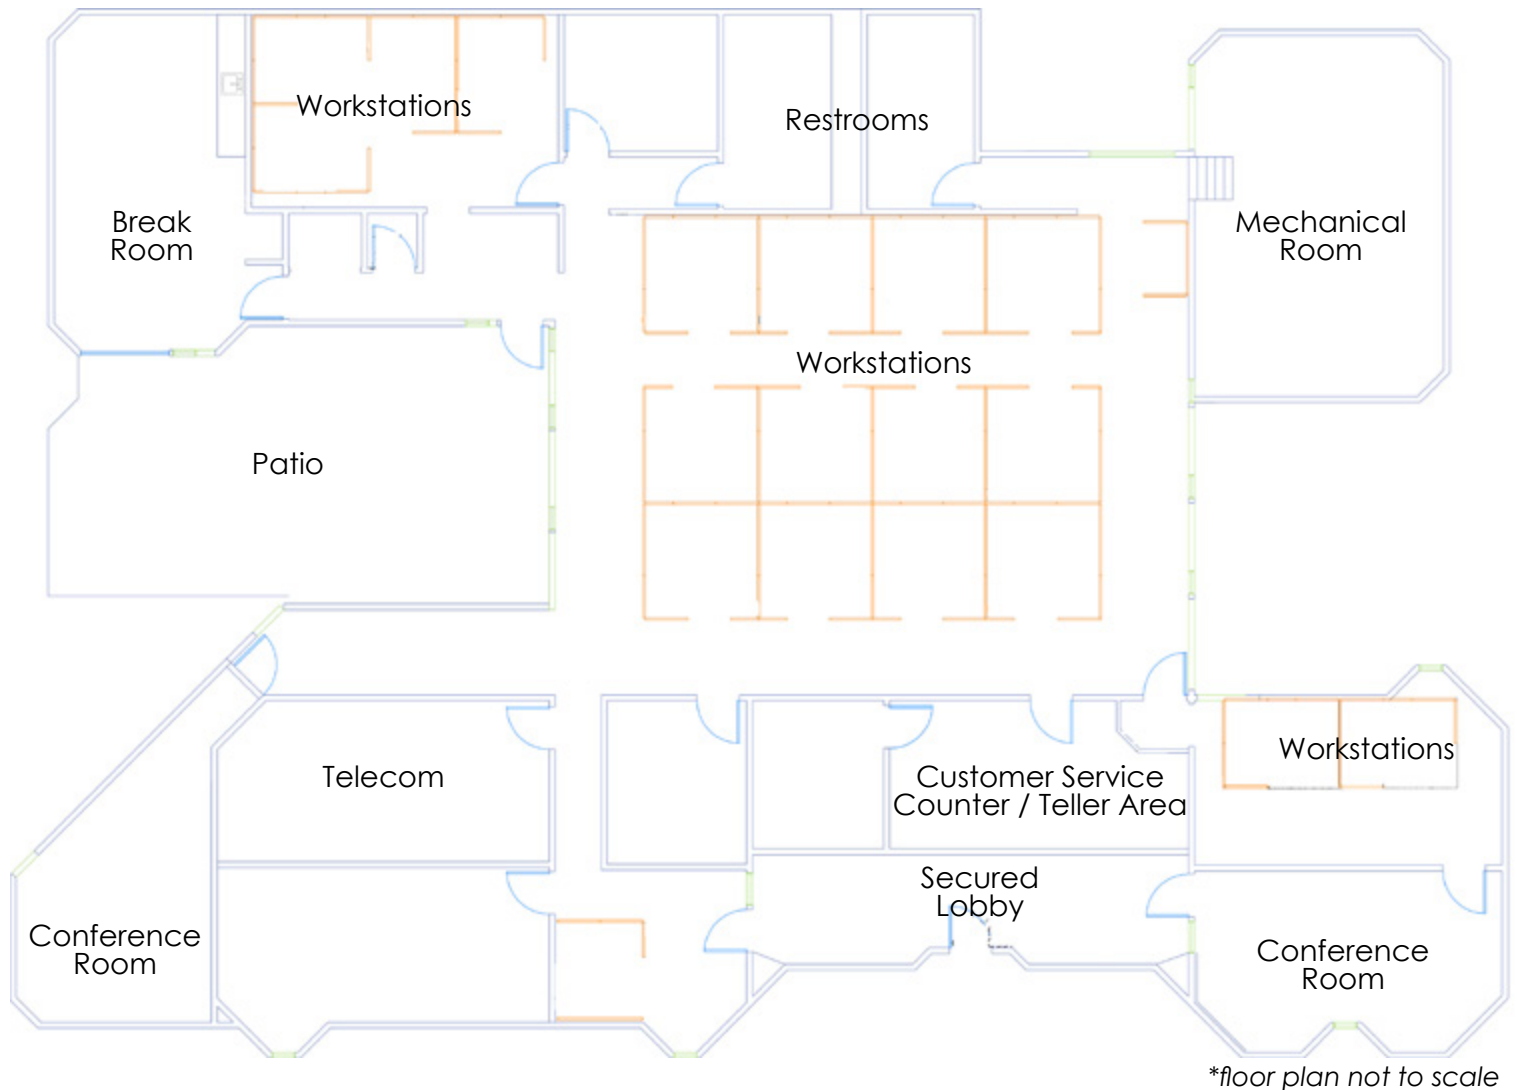 Workstations
Restrooms
Break
Room
Mechanical
Room
Workstations
Patio
Workstations
Telecom
Customer Service
Counter / Teller Area
Secured
Lobby
Conference
Room
Conference
Room
*floor plan not to scale